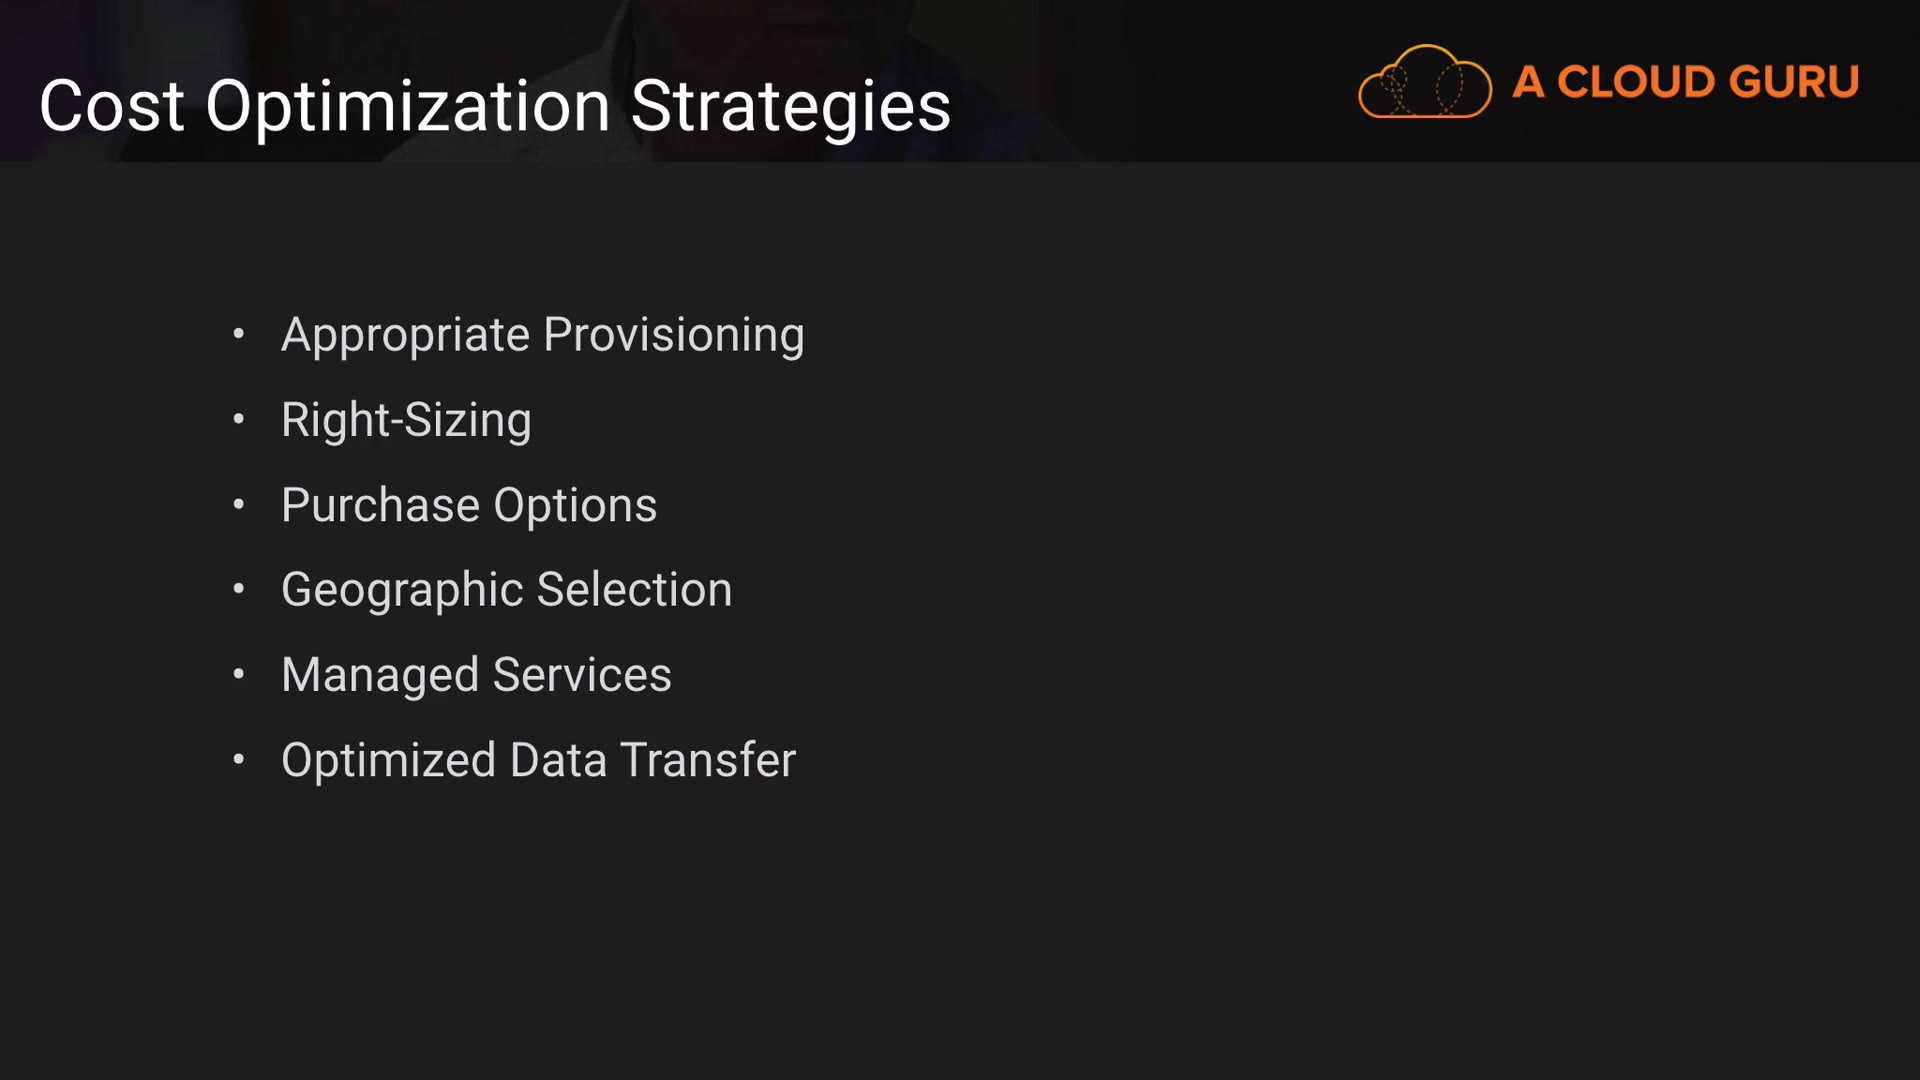 Cost Optimization Strategies
A CLOUD GURU
• Appropriate Provisioning
• Right-Sizing
• Purchase Options
• Geographic Selection
• Managed Services
• Optimized Data Transfer